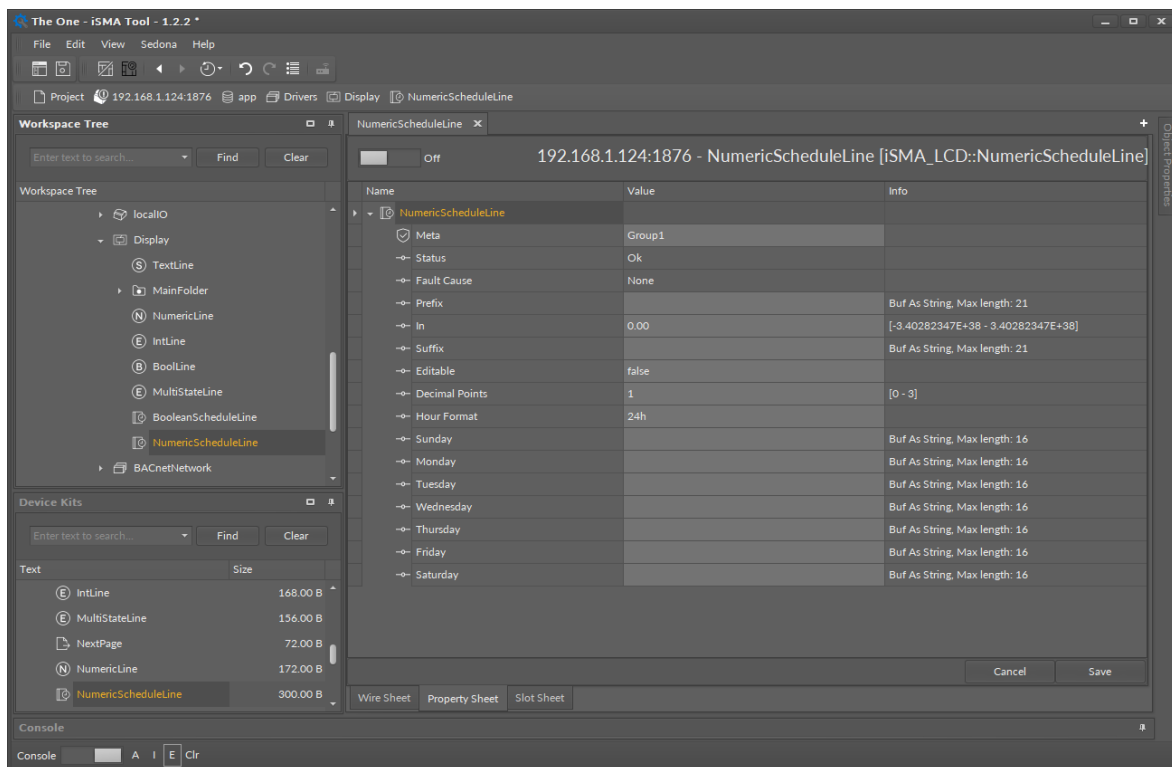 The One - iSMA Tool - 1.2.2 *
File Edit View Sedona Help
Project 192.168.1.124:1876 app Drivers Display NumericScheduleLine
Workspace Tree
Enter text to search... Find Clear
Workspace Tree
localIO
Display
TextLine
MainFolder
NumericLine
IntLine
BoolLine
MultiStateLine
BooleanScheduleLine
NumericScheduleLine
BACnetNetwork
Device Kits
Enter text to search... Find Clear
Text Size
IntLine 168.00 B
MultiStateLine 156.00 B
NextPage 72.00 B
NumericLine 172.00 B
NumericScheduleLine 300.00 B
NumericScheduleLine
Off 192.168.1.124:1876 - NumericScheduleLine [iSMA_LCD::NumericScheduleLine]
Name Value Info
NumericScheduleLine
Meta Group1
Status Ok
Fault Cause None
Prefix Buf As String, Max length: 21
In 0.00 [-3.40282347E+38 - 3.40282347E+38]
Suffix Buf As String, Max length: 21
Editable false
Decimal Points 1 [0 - 3]
Hour Format 24h
Sunday Buf As String, Max length: 16
Monday Buf As String, Max length: 16
Tuesday Buf As String, Max length: 16
Wednesday Buf As String, Max length: 16
Thursday Buf As String, Max length: 16
Friday Buf As String, Max length: 16
Saturday Buf As String, Max length: 16
Cancel Save
Wire Sheet Property Sheet Slot Sheet
Object Properties
Console
Console A I E Clr